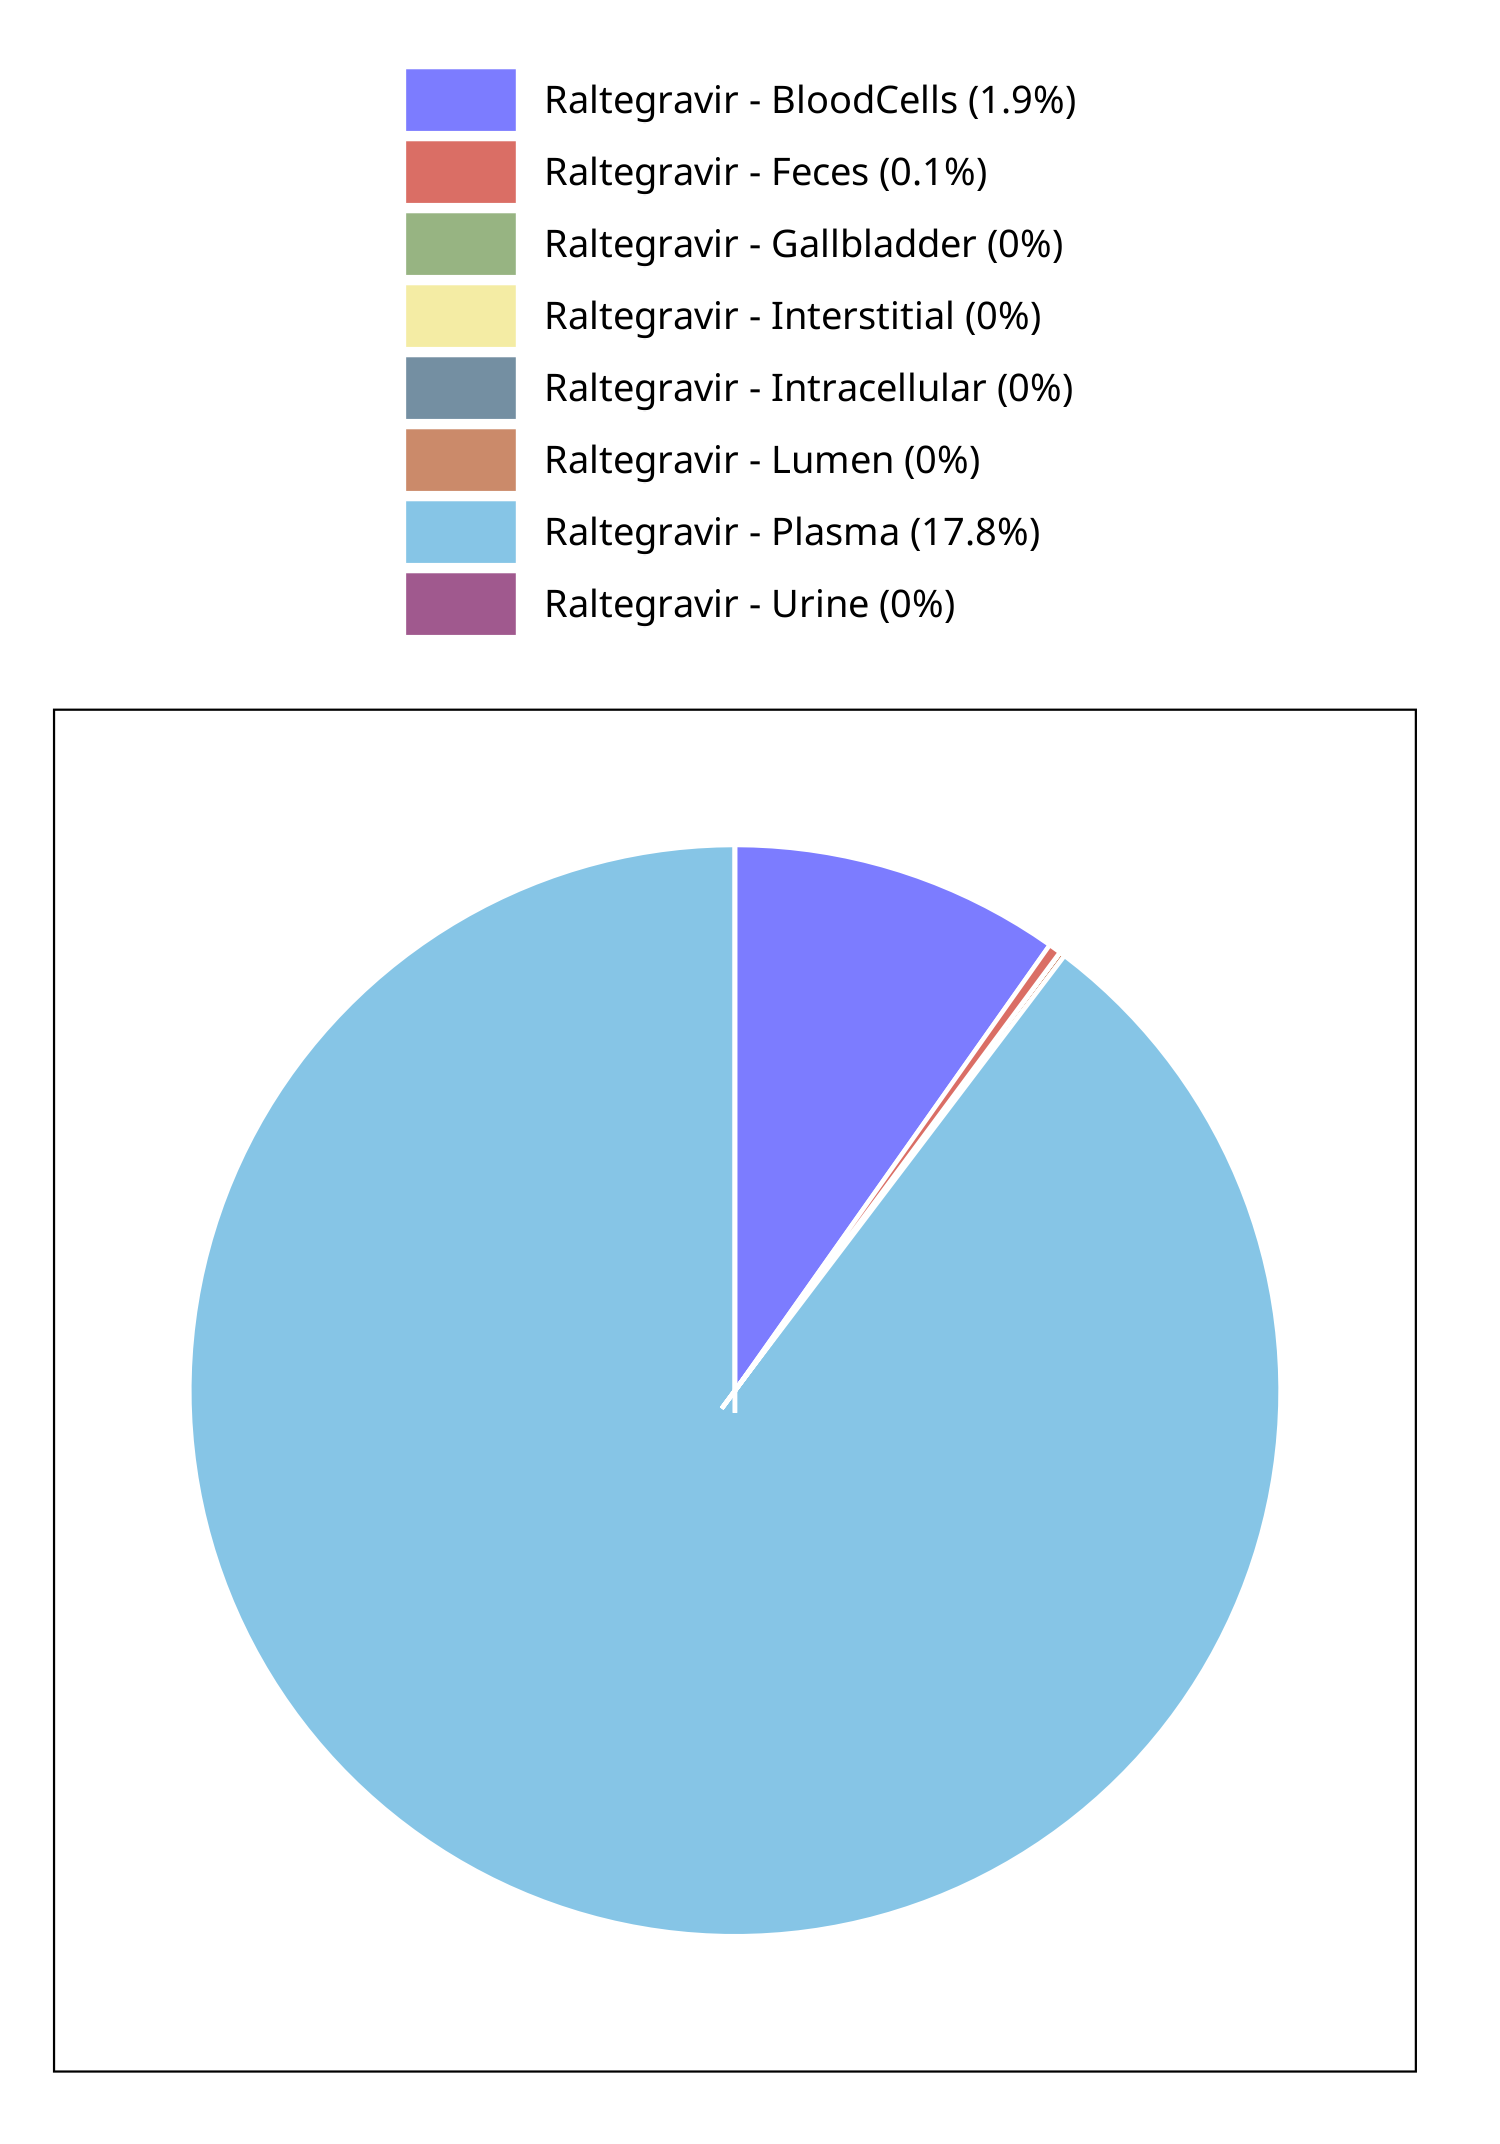 Raltegravir - BloodCells (1.9%)
Raltegravir - Feces (0.1%)
Raltegravir - Gallbladder (0%)
Raltegravir - Interstitial (0%)
Raltegravir - Intracellular (0%)
Raltegravir - Lumen (0%)
Raltegravir - Plasma (17.8%)
Raltegravir - Urine (0%)